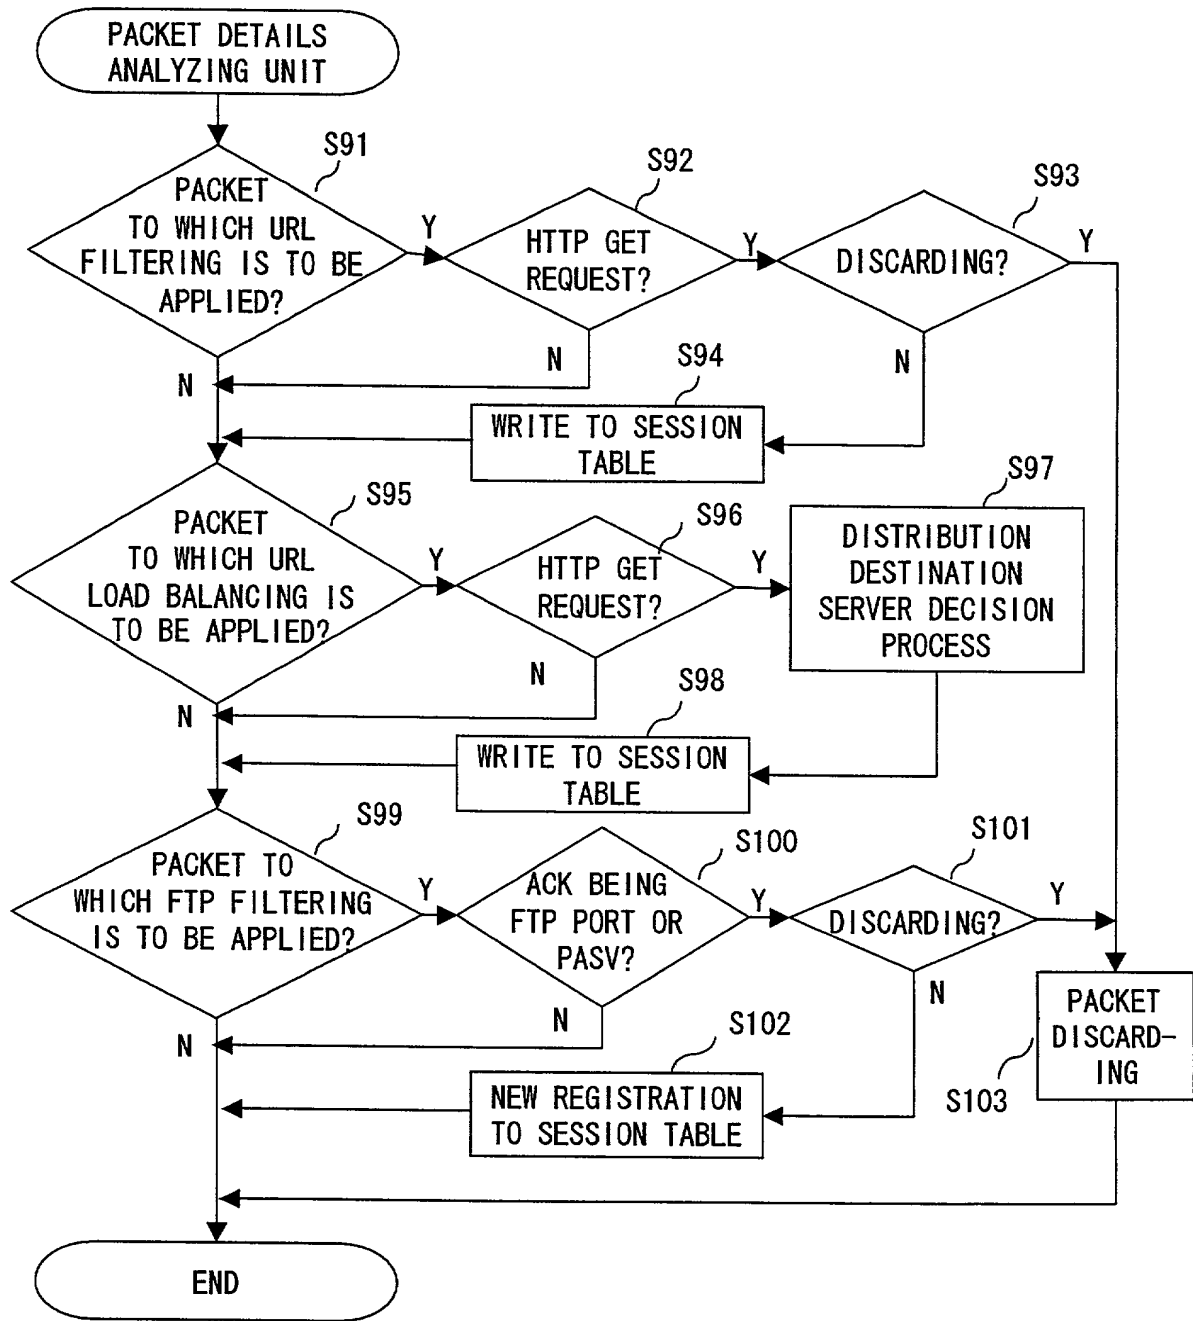 PACKET DETAILS
ANALYZING UNIT
S91
PACKET
TO WHICH URL
FILTERING IS TO BE
APPLIED?
Y
N
S92
HTTP GET
REQUEST?
Y
N
S93
DISCARDING?
Y
N
S94
WRITE TO SESSION
TABLE
S95
PACKET
TO WHICH URL
LOAD BALANCING IS
TO BE APPLIED?
Y
N
S96
HTTP GET
REQUEST?
Y
N
S97
DISTRIBUTION
DESTINATION
SERVER DECISION
PROCESS
S98
WRITE TO SESSION
TABLE
S99
PACKET TO
WHICH FTP FILTERING
IS TO BE APPLIED?
Y
N
S100
ACK BEING
FTP PORT OR
PASV?
Y
N
S101
DISCARDING?
Y
N
S102
NEW REGISTRATION
TO SESSION TABLE
PACKET
DISCARD-
ING
S103
END